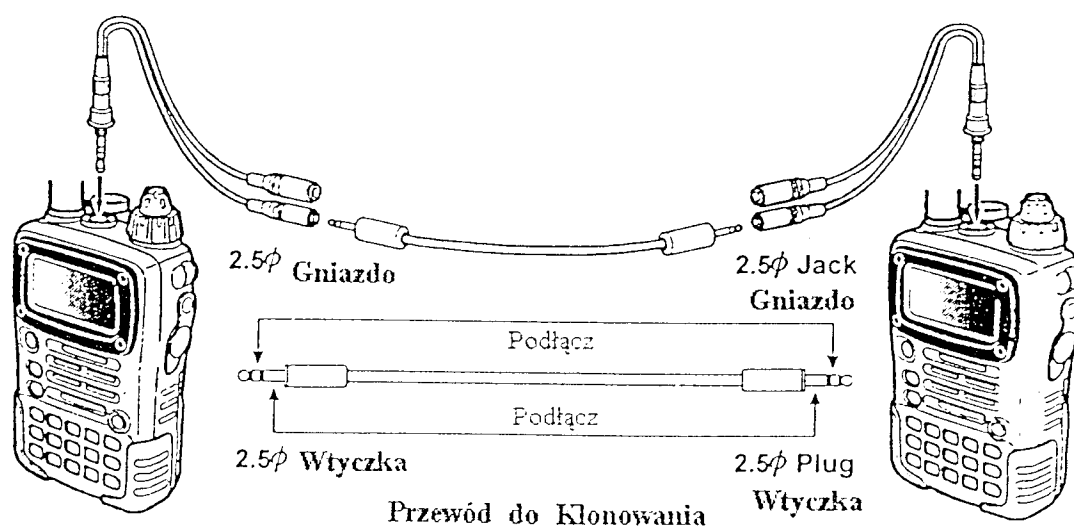 2.5φ Gniazdo
2.5φ Jack
Gniazdo
Podłącz
Podłącz
2.5φ Wtyczka
2.5φ Plug
Wtyczka
Przewód do Klonowania